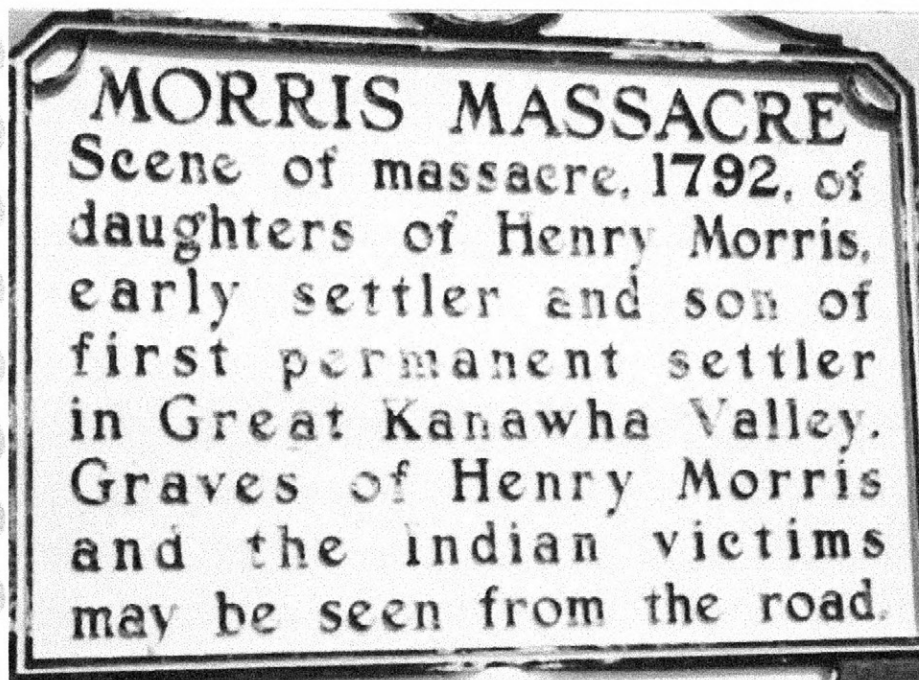 MORRIS MASSACRE
Scene of massacre, 1792, of
daughters of Henry Morris,
early settler and son of
first permanent settler
in Great Kanawha Valley.
Graves of Henry Morris
and the indian victims
may be seen from the road.